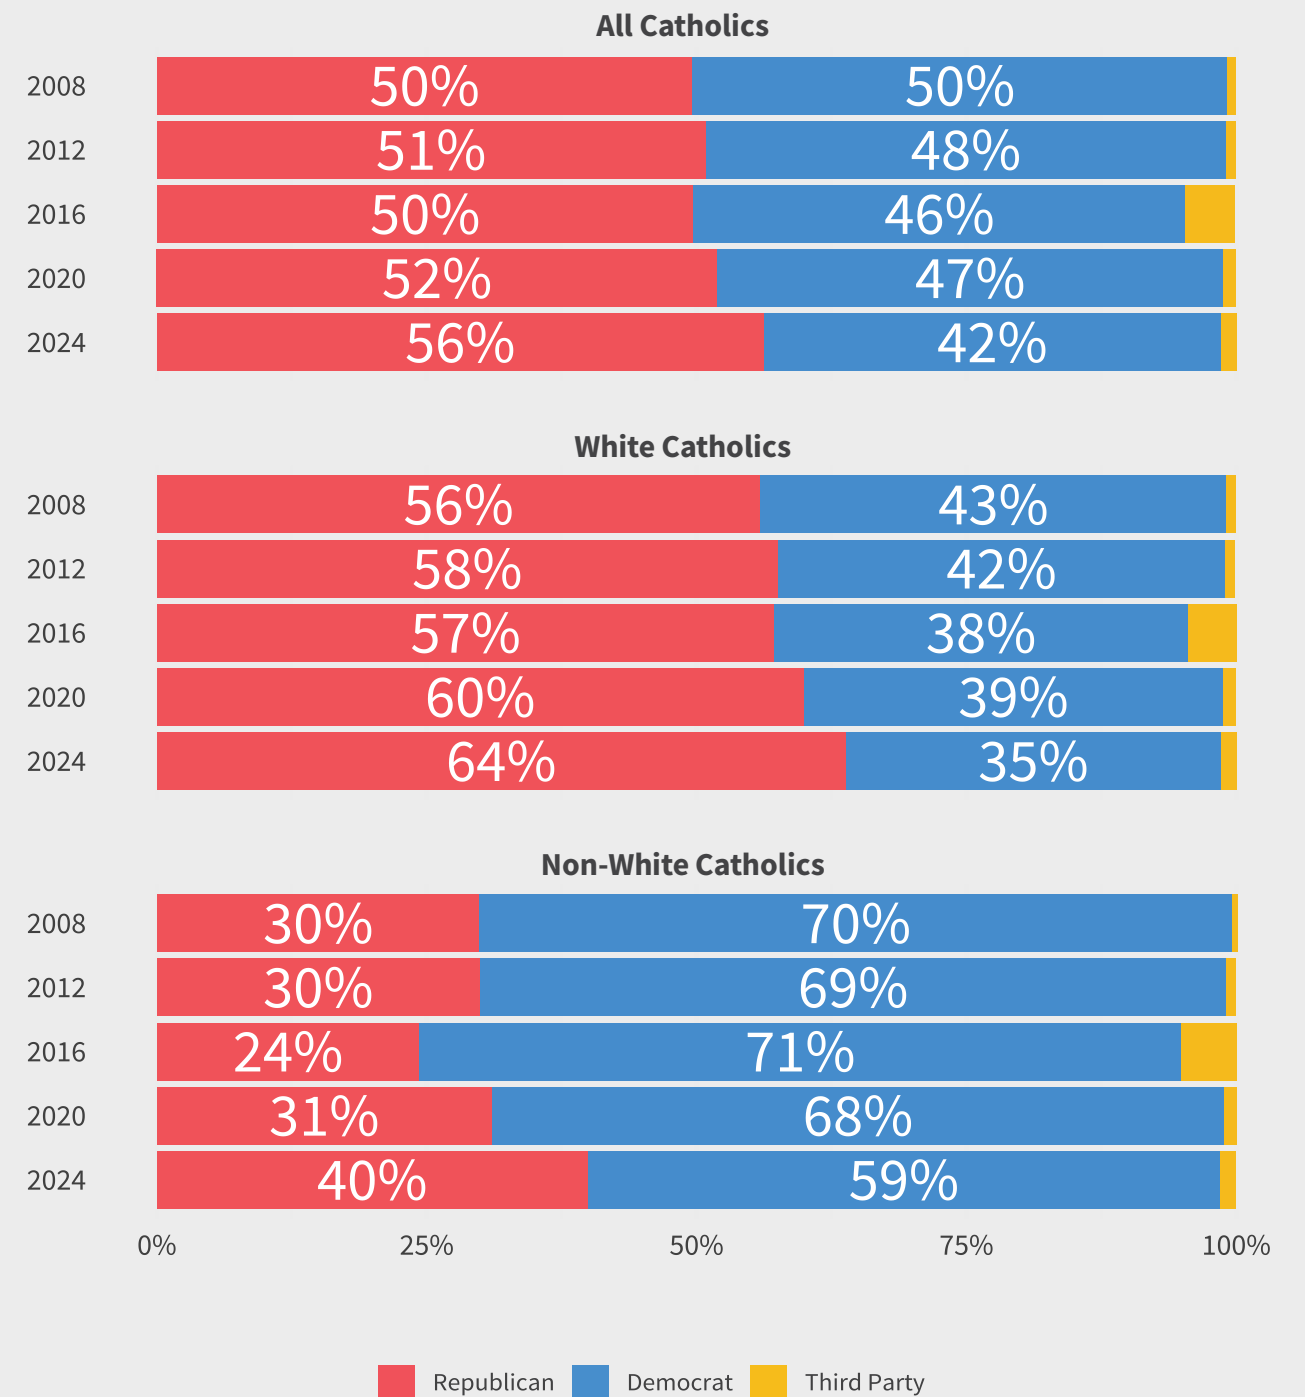 All Catholics
2008 50% 50%
2012 51% 48%
2016 50% 46%
2020 52% 47%
2024 56% 42%
White Catholics
2008 56% 43%
2012 58% 42%
2016 57% 38%
2020 60% 39%
2024 64% 35%
Non-White Catholics
2008 30% 70%
2012 30% 69%
2016 24% 71%
2020 31% 68%
2024 40% 59%
0% 25% 50% 75% 100%
Republican Democrat Third Party